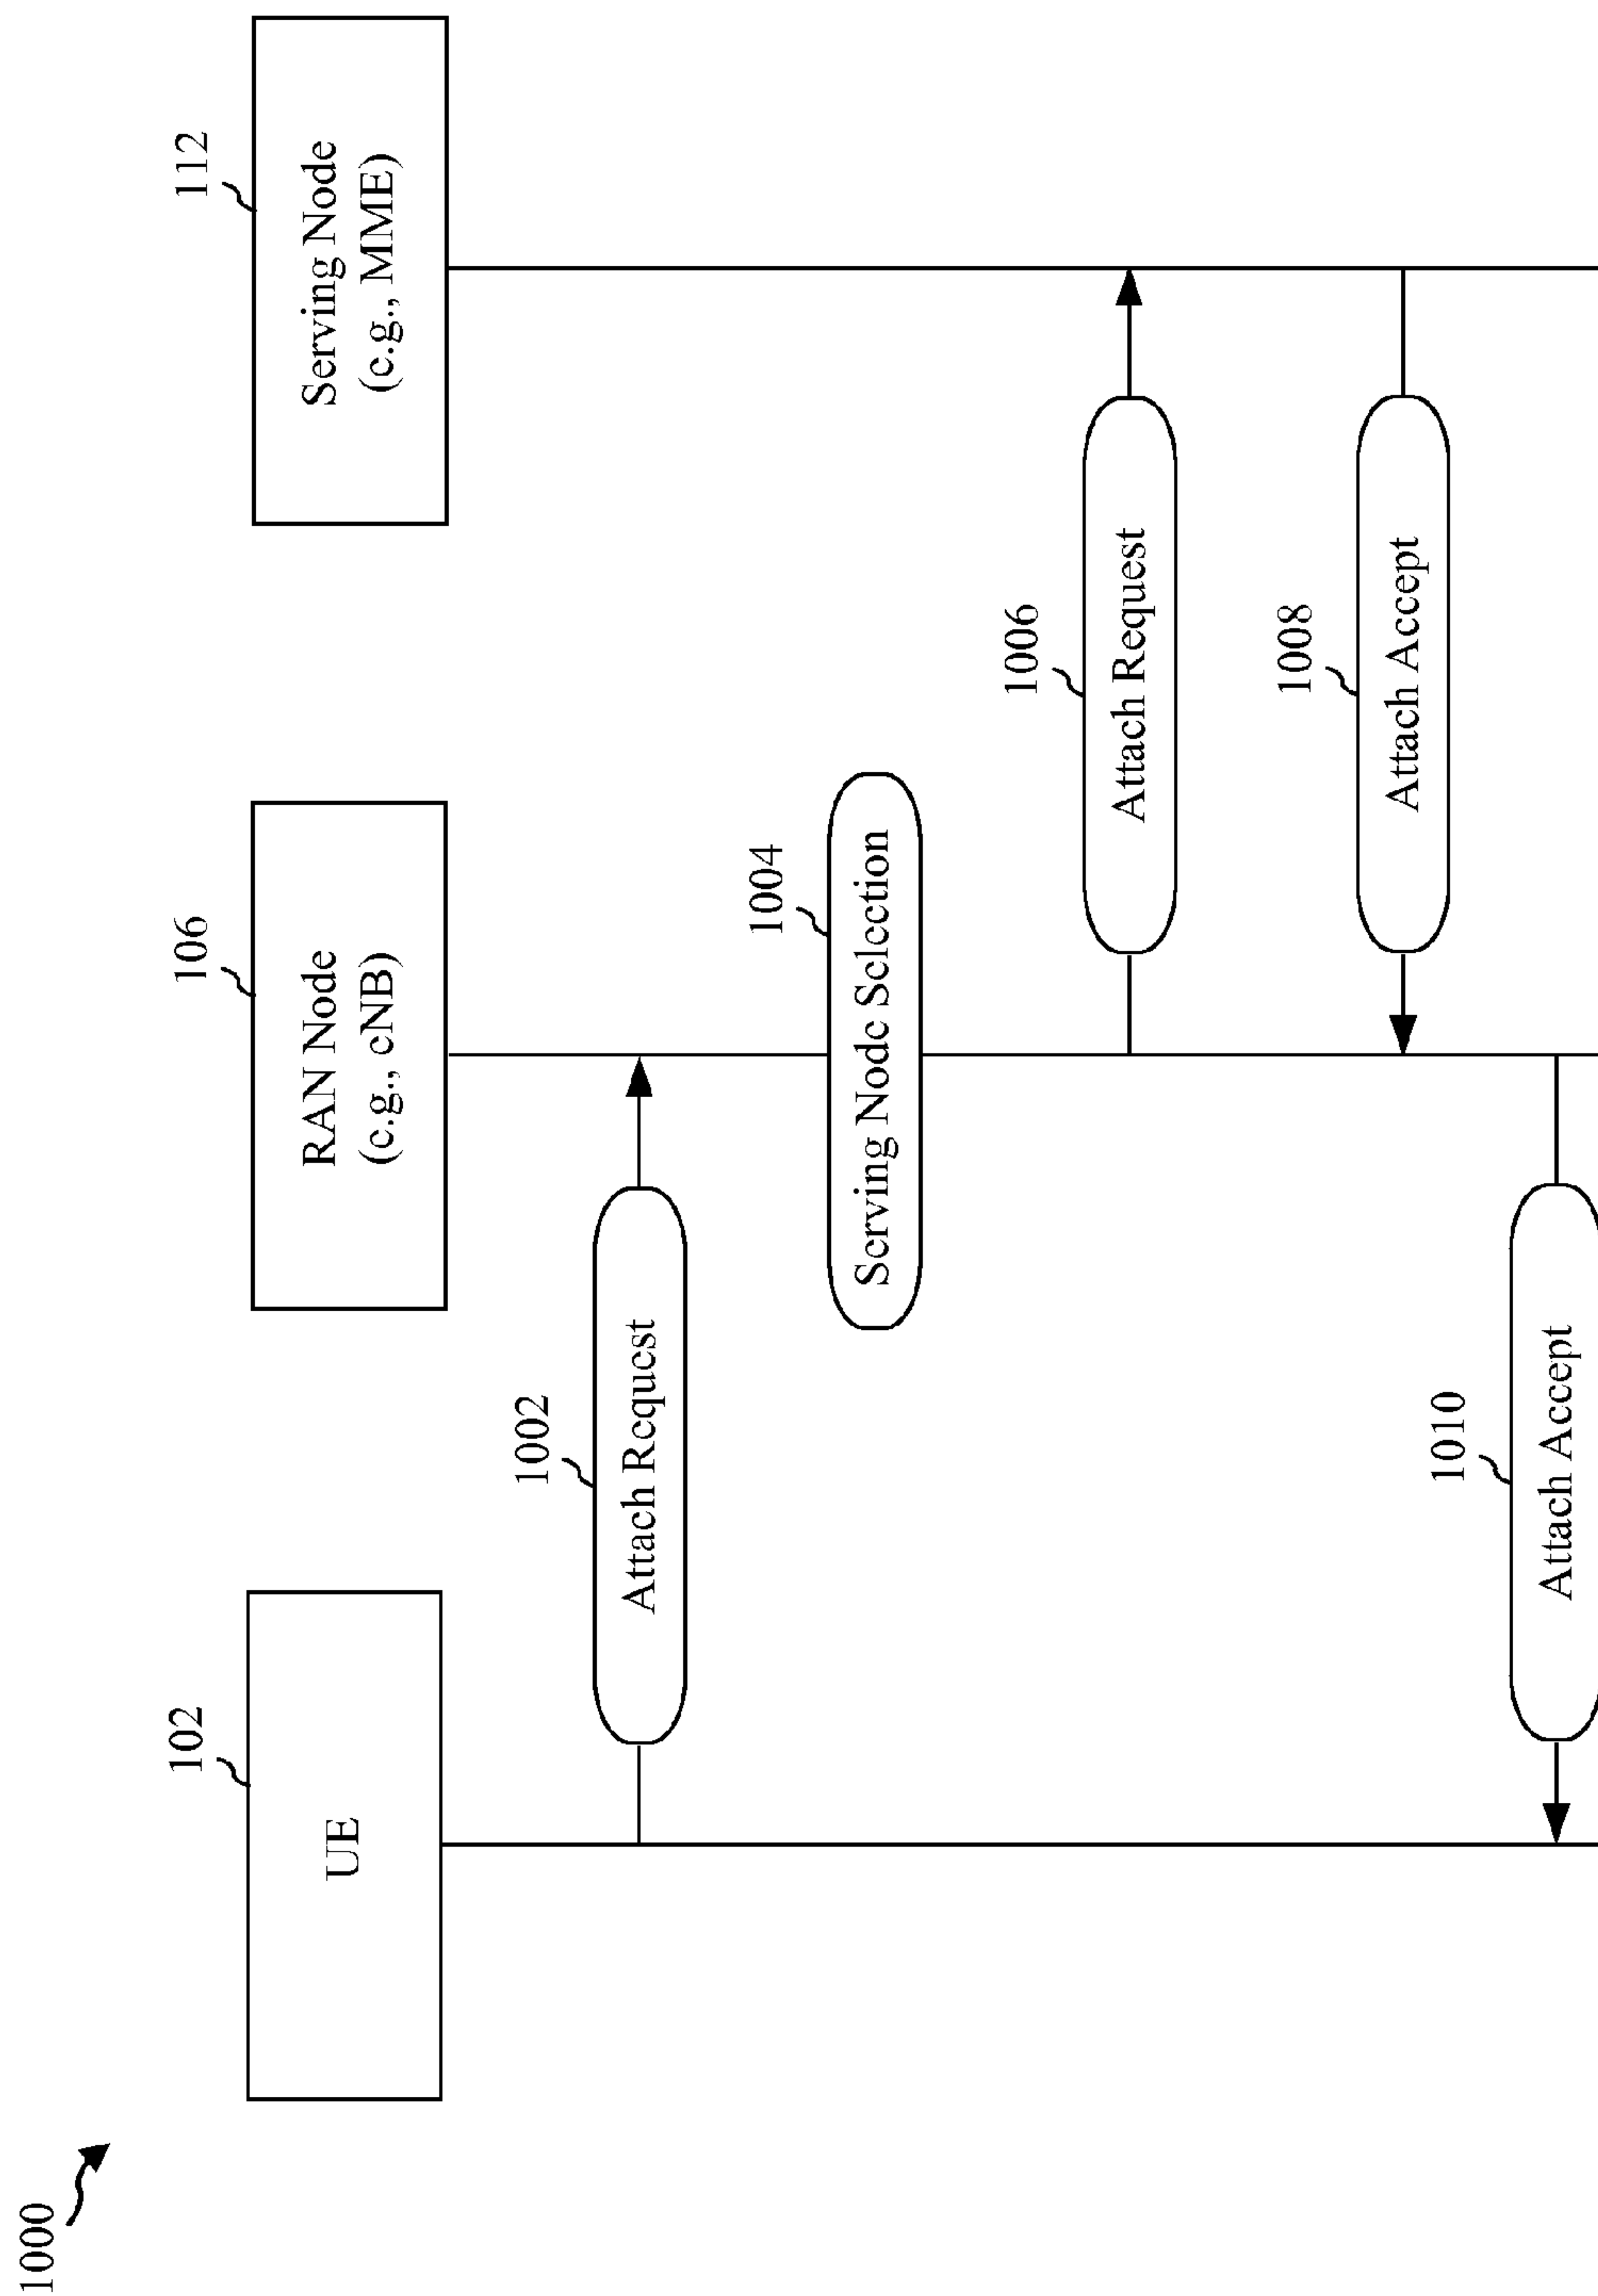 1000
102
UE
106
RAN Node
(e.g., eNB)
112
Serving Node
(e.g., MME)
1002
Attach Request
1004
Serving Node Selection
1006
Attach Request
1008
Attach Accept
1010
Attach Accept